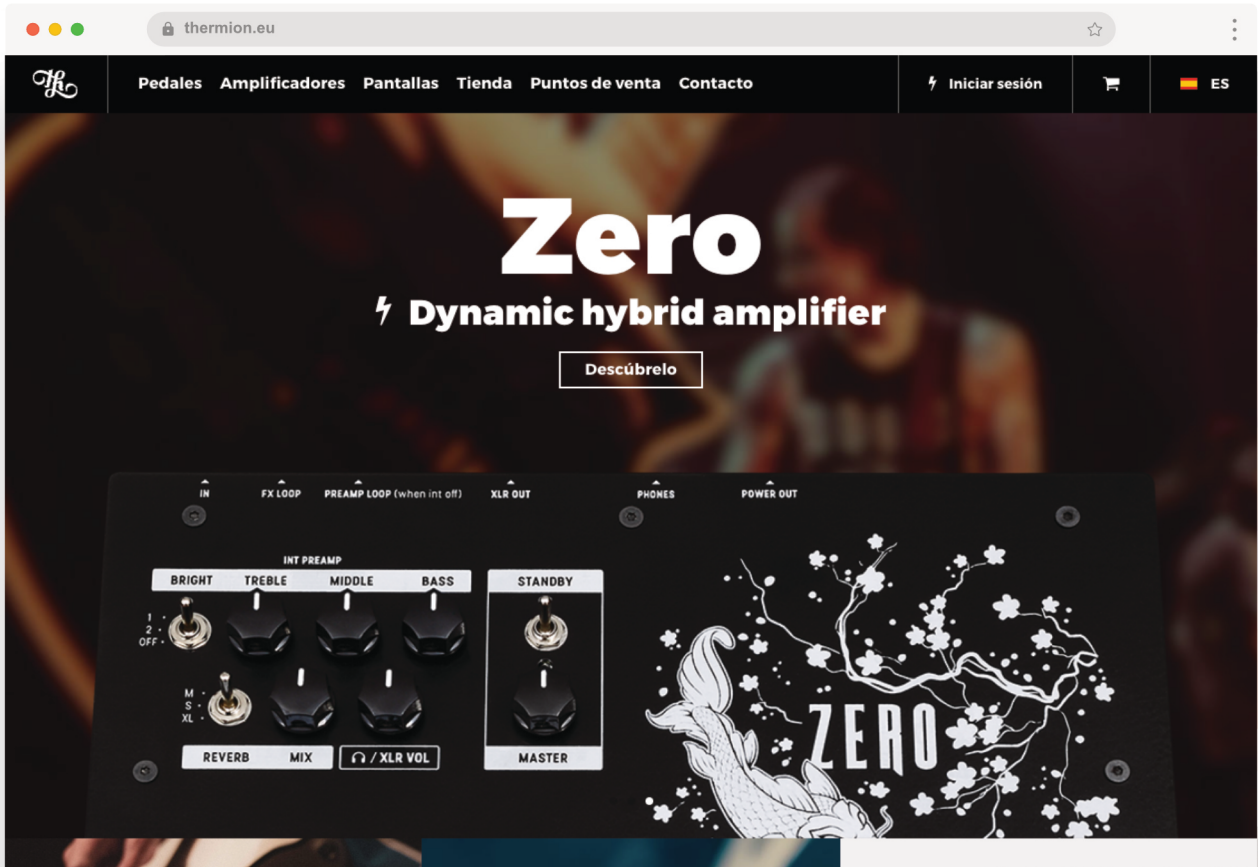 thermion.eu
Th
Pedales Amplificadores Pantallas Tienda Puntos de venta Contacto Iniciar sesión ES
Zero
Dynamic hybrid amplifier
Descúbrelo
IN FX LOOP PREAMP LOOP (when int off) XLR OUT PHONES POWER OUT
INT PREAMP
BRIGHT TREBLE MIDDLE BASS STANDBY
1
2
OFF
M
S
XL
ZERO
REVERB MIX / XLR VOL MASTER